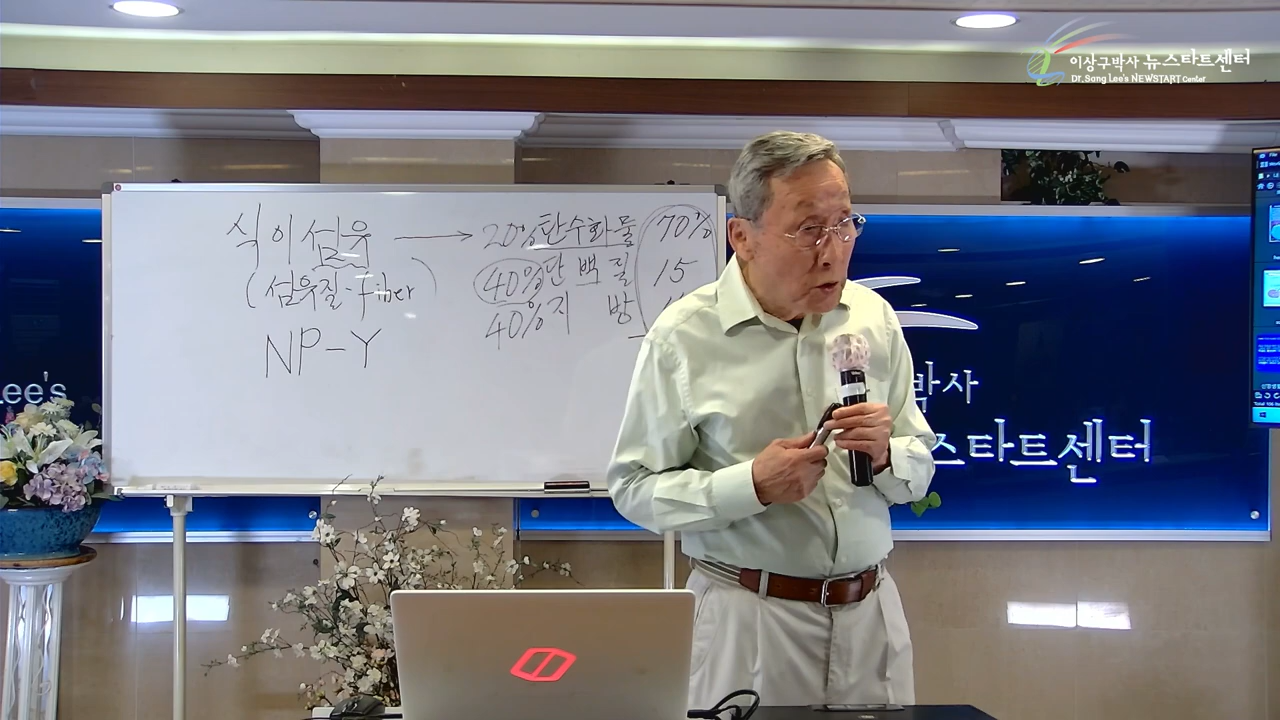 이상구박사 뉴스타트센터
Dr. Sang Lee's NEWSTART Center
식이섬유 → 20% 탄수화물 70%
(섬유질-Fiber) 40% 단백질 15
40% 지방
NP-Y
Lee's
박사
스타트센터